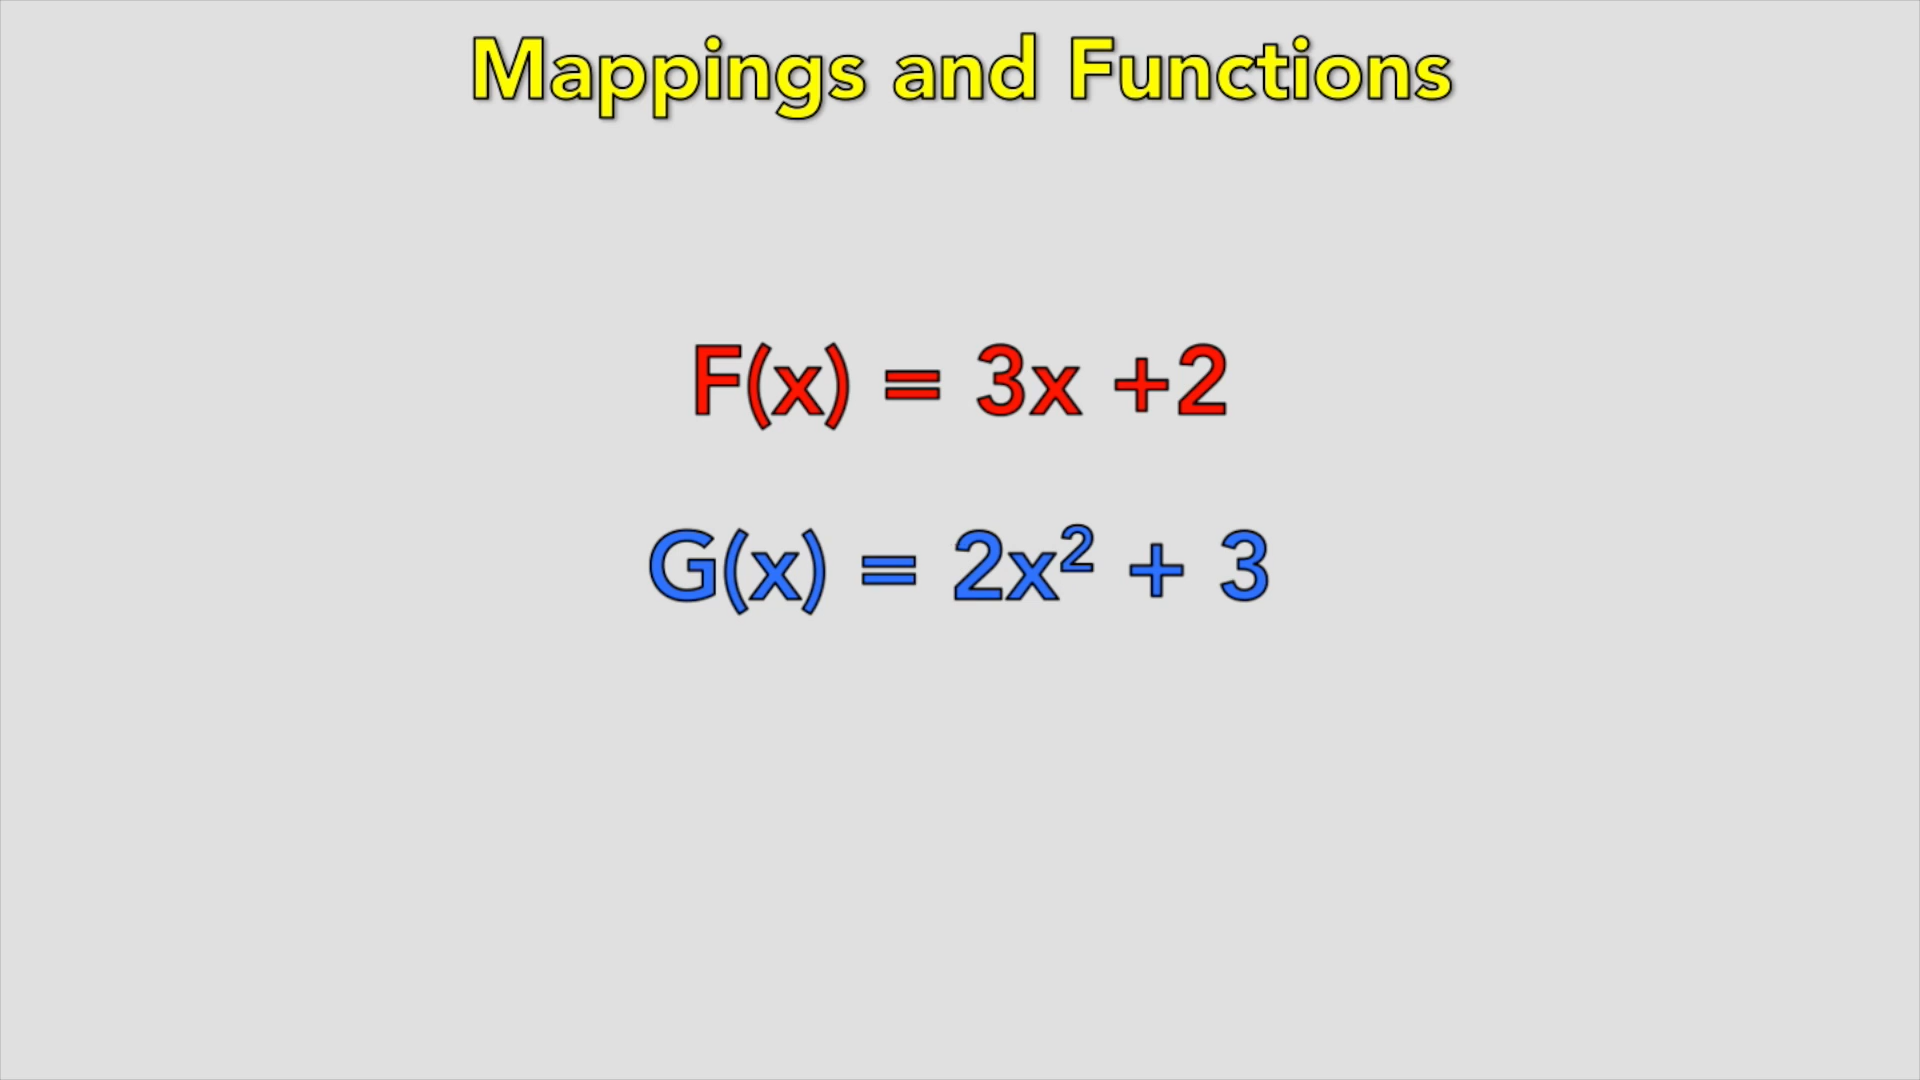 Mappings and Functions
F(x) = 3x +2
G(x) = 2x² + 3